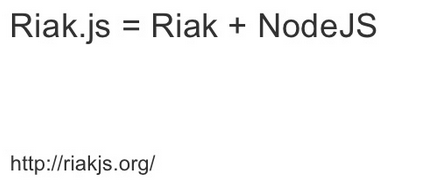 Riak.js = Riak + NodeJS
http://riakjs.org/